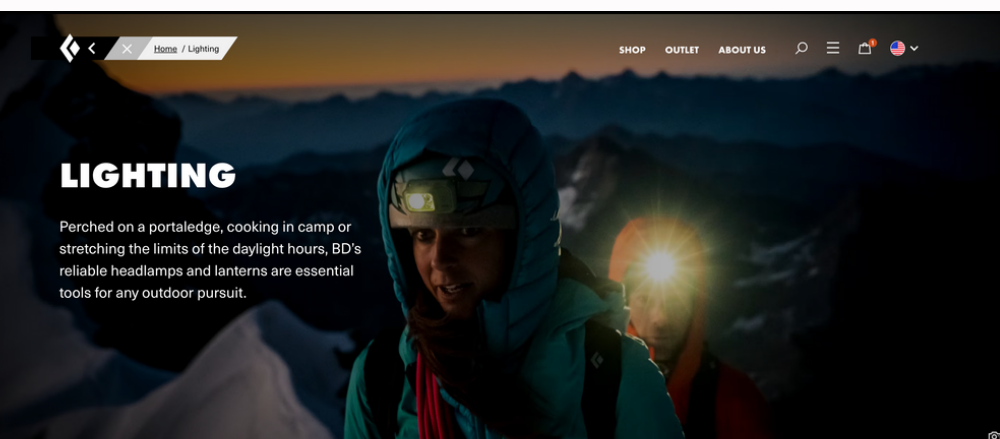 Home / Lighting
SHOP
OUTLET
ABOUT US
1
LIGHTING
Perched on a portaledge, cooking in camp or
stretching the limits of the daylight hours, BD's
reliable headlamps and lanterns are essential
tools for any outdoor pursuit.